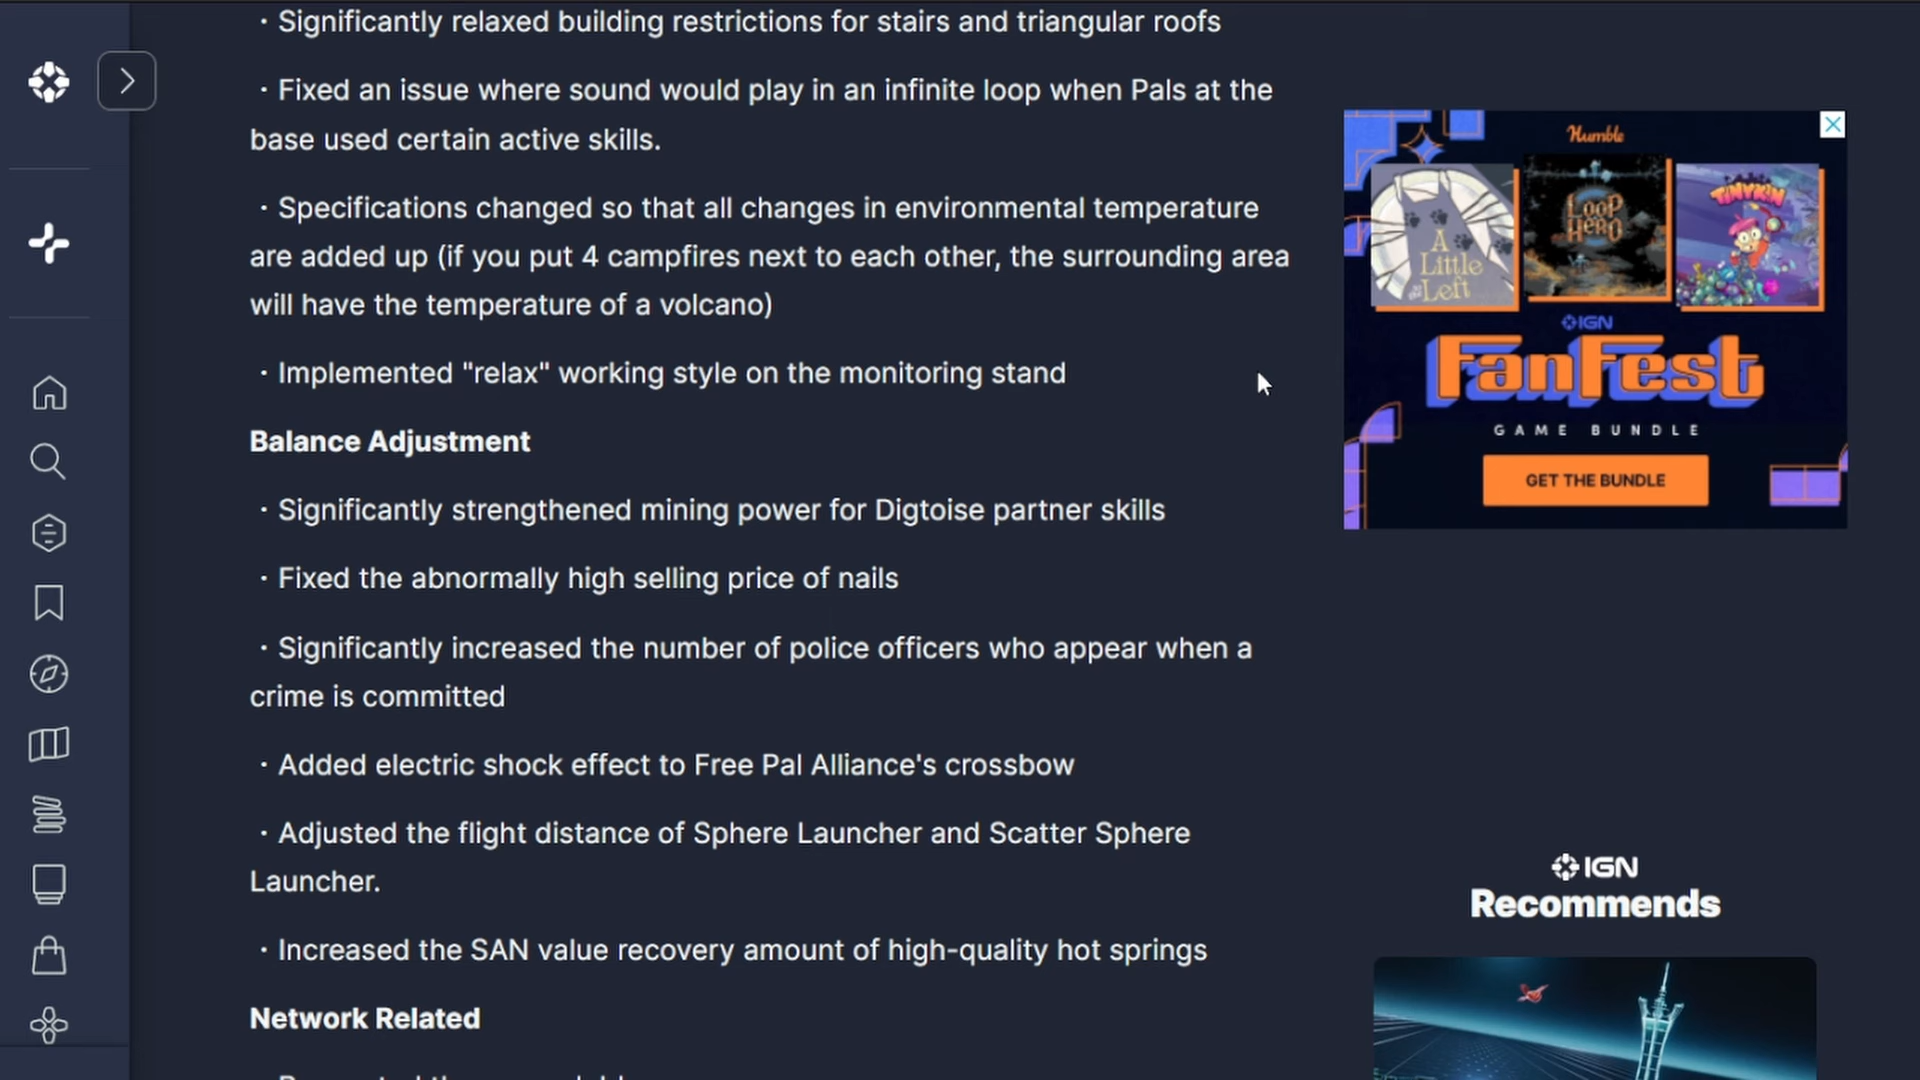 · Significantly relaxed building restrictions for stairs and triangular roofs
· Fixed an issue where sound would play in an infinite loop when Pals at the
base used certain active skills.
· Specifications changed so that all changes in environmental temperature
are added up (if you put 4 campfires next to each other, the surrounding area
will have the temperature of a volcano)
· Implemented "relax" working style on the monitoring stand
Balance Adjustment
· Significantly strengthened mining power for Digtoise partner skills
· Fixed the abnormally high selling price of nails
· Significantly increased the number of police officers who appear when a
crime is committed
· Added electric shock effect to Free Pal Alliance's crossbow
· Adjusted the flight distance of Sphere Launcher and Scatter Sphere
Launcher.
· Increased the SAN value recovery amount of high-quality hot springs
Network Related
Humble
A
Little
to the
Left
LOOP
HERO
TINYKIN
IGN
FanFest
GAME BUNDLE
GET THE BUNDLE
IGN
Recommends